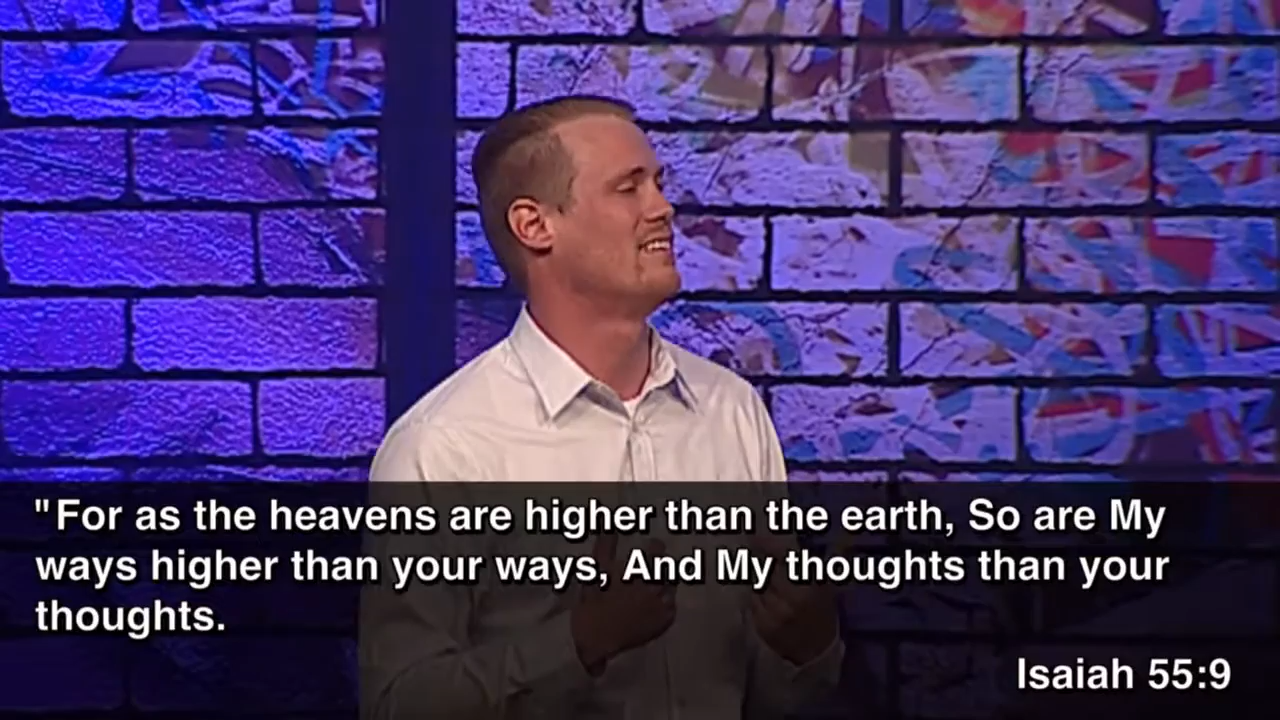 "For as the heavens are higher than the earth, So are My
ways higher than your ways, And My thoughts than your
thoughts.
Isaiah 55:9